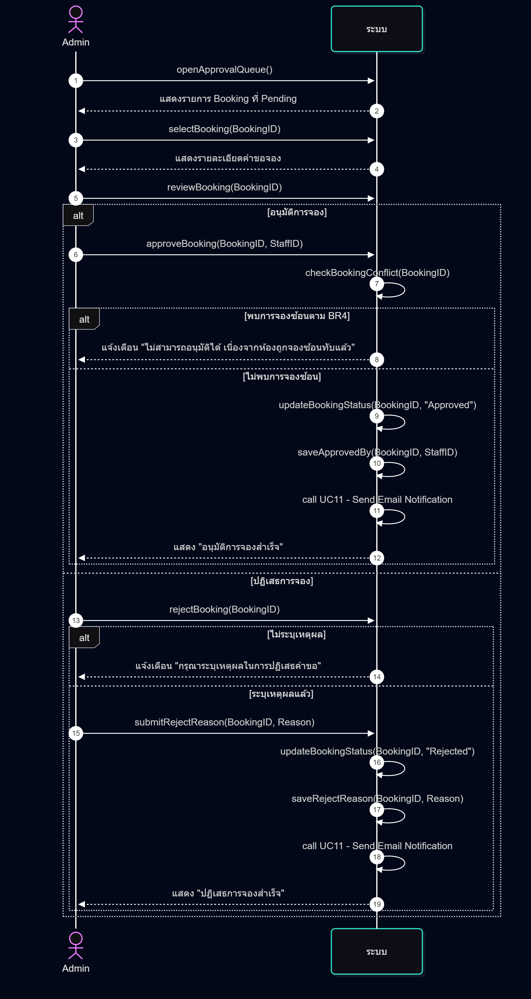 Admin
ระบบ
openApprovalQueue()
1
แสดงรายการ Booking ที่ Pending
2
selectBooking(BookingID)
3
แสดงรายละเอียดคำขอจอง
4
reviewBooking(BookingID)
5
alt
[อนุมัติการจอง]
approveBooking(BookingID, StaffID)
6
checkBookingConflict(BookingID)
7
alt
[พบการจองซ้อนตาม BR4]
แจ้งเตือน "ไม่สามารถอนุมัติได้ เนื่องจากห้องถูกจองซ้อนทับแล้ว"
8
[ไม่พบการจองซ้อน]
updateBookingStatus(BookingID, "Approved")
9
saveApprovedBy(BookingID, StaffID)
10
call UC11 - Send Email Notification
11
แสดง "อนุมัติการจองสำเร็จ"
12
[ปฏิเสธการจอง]
rejectBooking(BookingID)
13
alt
[ไม่ระบุเหตุผล]
แจ้งเตือน "กรุณาระบุเหตุผลในการปฏิเสธคำขอ"
14
[ระบุเหตุผลแล้ว]
submitRejectReason(BookingID, Reason)
15
updateBookingStatus(BookingID, "Rejected")
16
saveRejectReason(BookingID, Reason)
17
call UC11 - Send Email Notification
18
แสดง "ปฏิเสธการจองสำเร็จ"
19
Admin
ระบบ